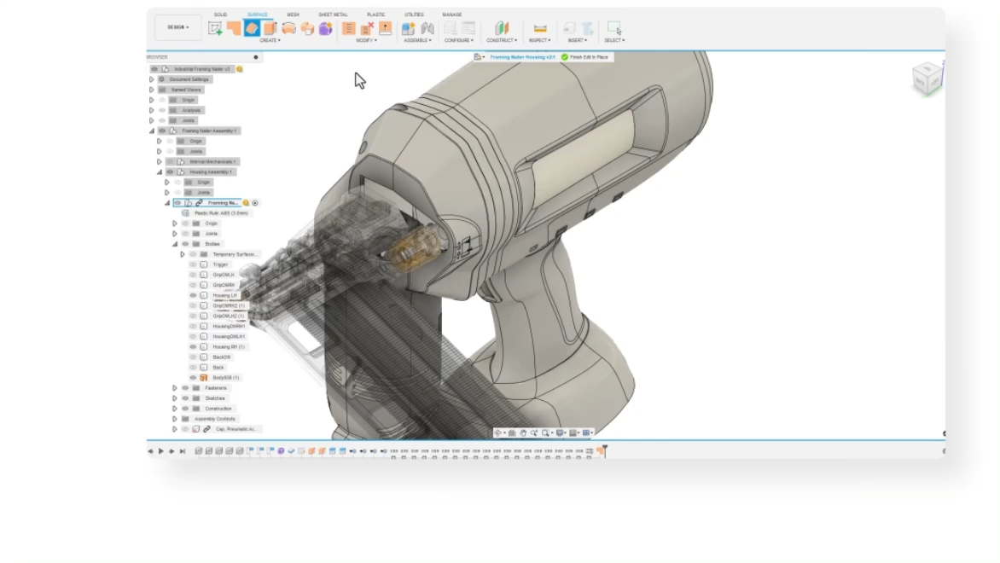 SOLID SURFACE MESH SHEET METAL PLASTIC UTILITIES MANAGE
DESIGN
CREATE MODIFY ASSEMBLE CONFIGURE CONSTRUCT INSPECT INSERT SELECT
BROWSER
Framing Nailer Housing v2:1 Finish Edit In Place
Industrial Framing Nailer v3
Document Settings
Named Views
Origin
Analysis
Joints
Framing Nailer Assembly:1
Origin
Joints
Internal Mechanicals:1
Housing Assembly:1
Origin
Joints
Framing Na...
Plastic Rule: ABS (3.0mm)
Origin
Joints
Bodies
Temporary Surfaces...
Trigger
GripOMLH
GripOMRH
Housing LH
GripOMRH2 (1)
GripOMLH2 (1)
HousingOMRH1
HousingOMLH1
Housing RH (1)
BackOM
Back
Fasteners
Sketches
Construction
Assembly Contexts
Cap, Pneumatic Ac...